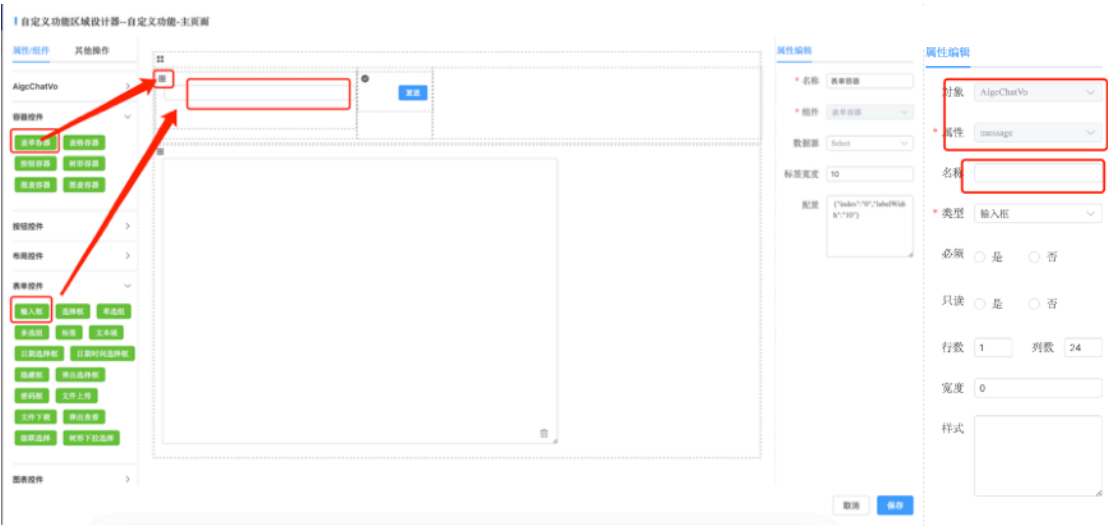 自定义功能区域设计器--自定义功能-主页面
属性/组件 其他操作
AigcChatVo
容器控件
表单容器 表格容器
按钮容器 树形容器
图表容器
按钮控件
布局控件
表单控件
输入框 选择框 单选组
多选组 标签 文本域
日期选择框 日期时间选择框
隐藏框 弹出选择框
密码框 文件上传
文件下载 弹出查看
级联选择 树形下拉选择
图表控件
发送
属性编辑
* 名称 表单容器
* 组件 表单容器
数据源 Select
标签宽度 10
配置 {"index":"0","labelWidt
h":"10"}
取消 保存
属性编辑
对象 AigcChatVo
* 属性 message
名称
* 类型 输入框
必须 是 否
只读 是 否
行数 1 列数 24
宽度 0
样式